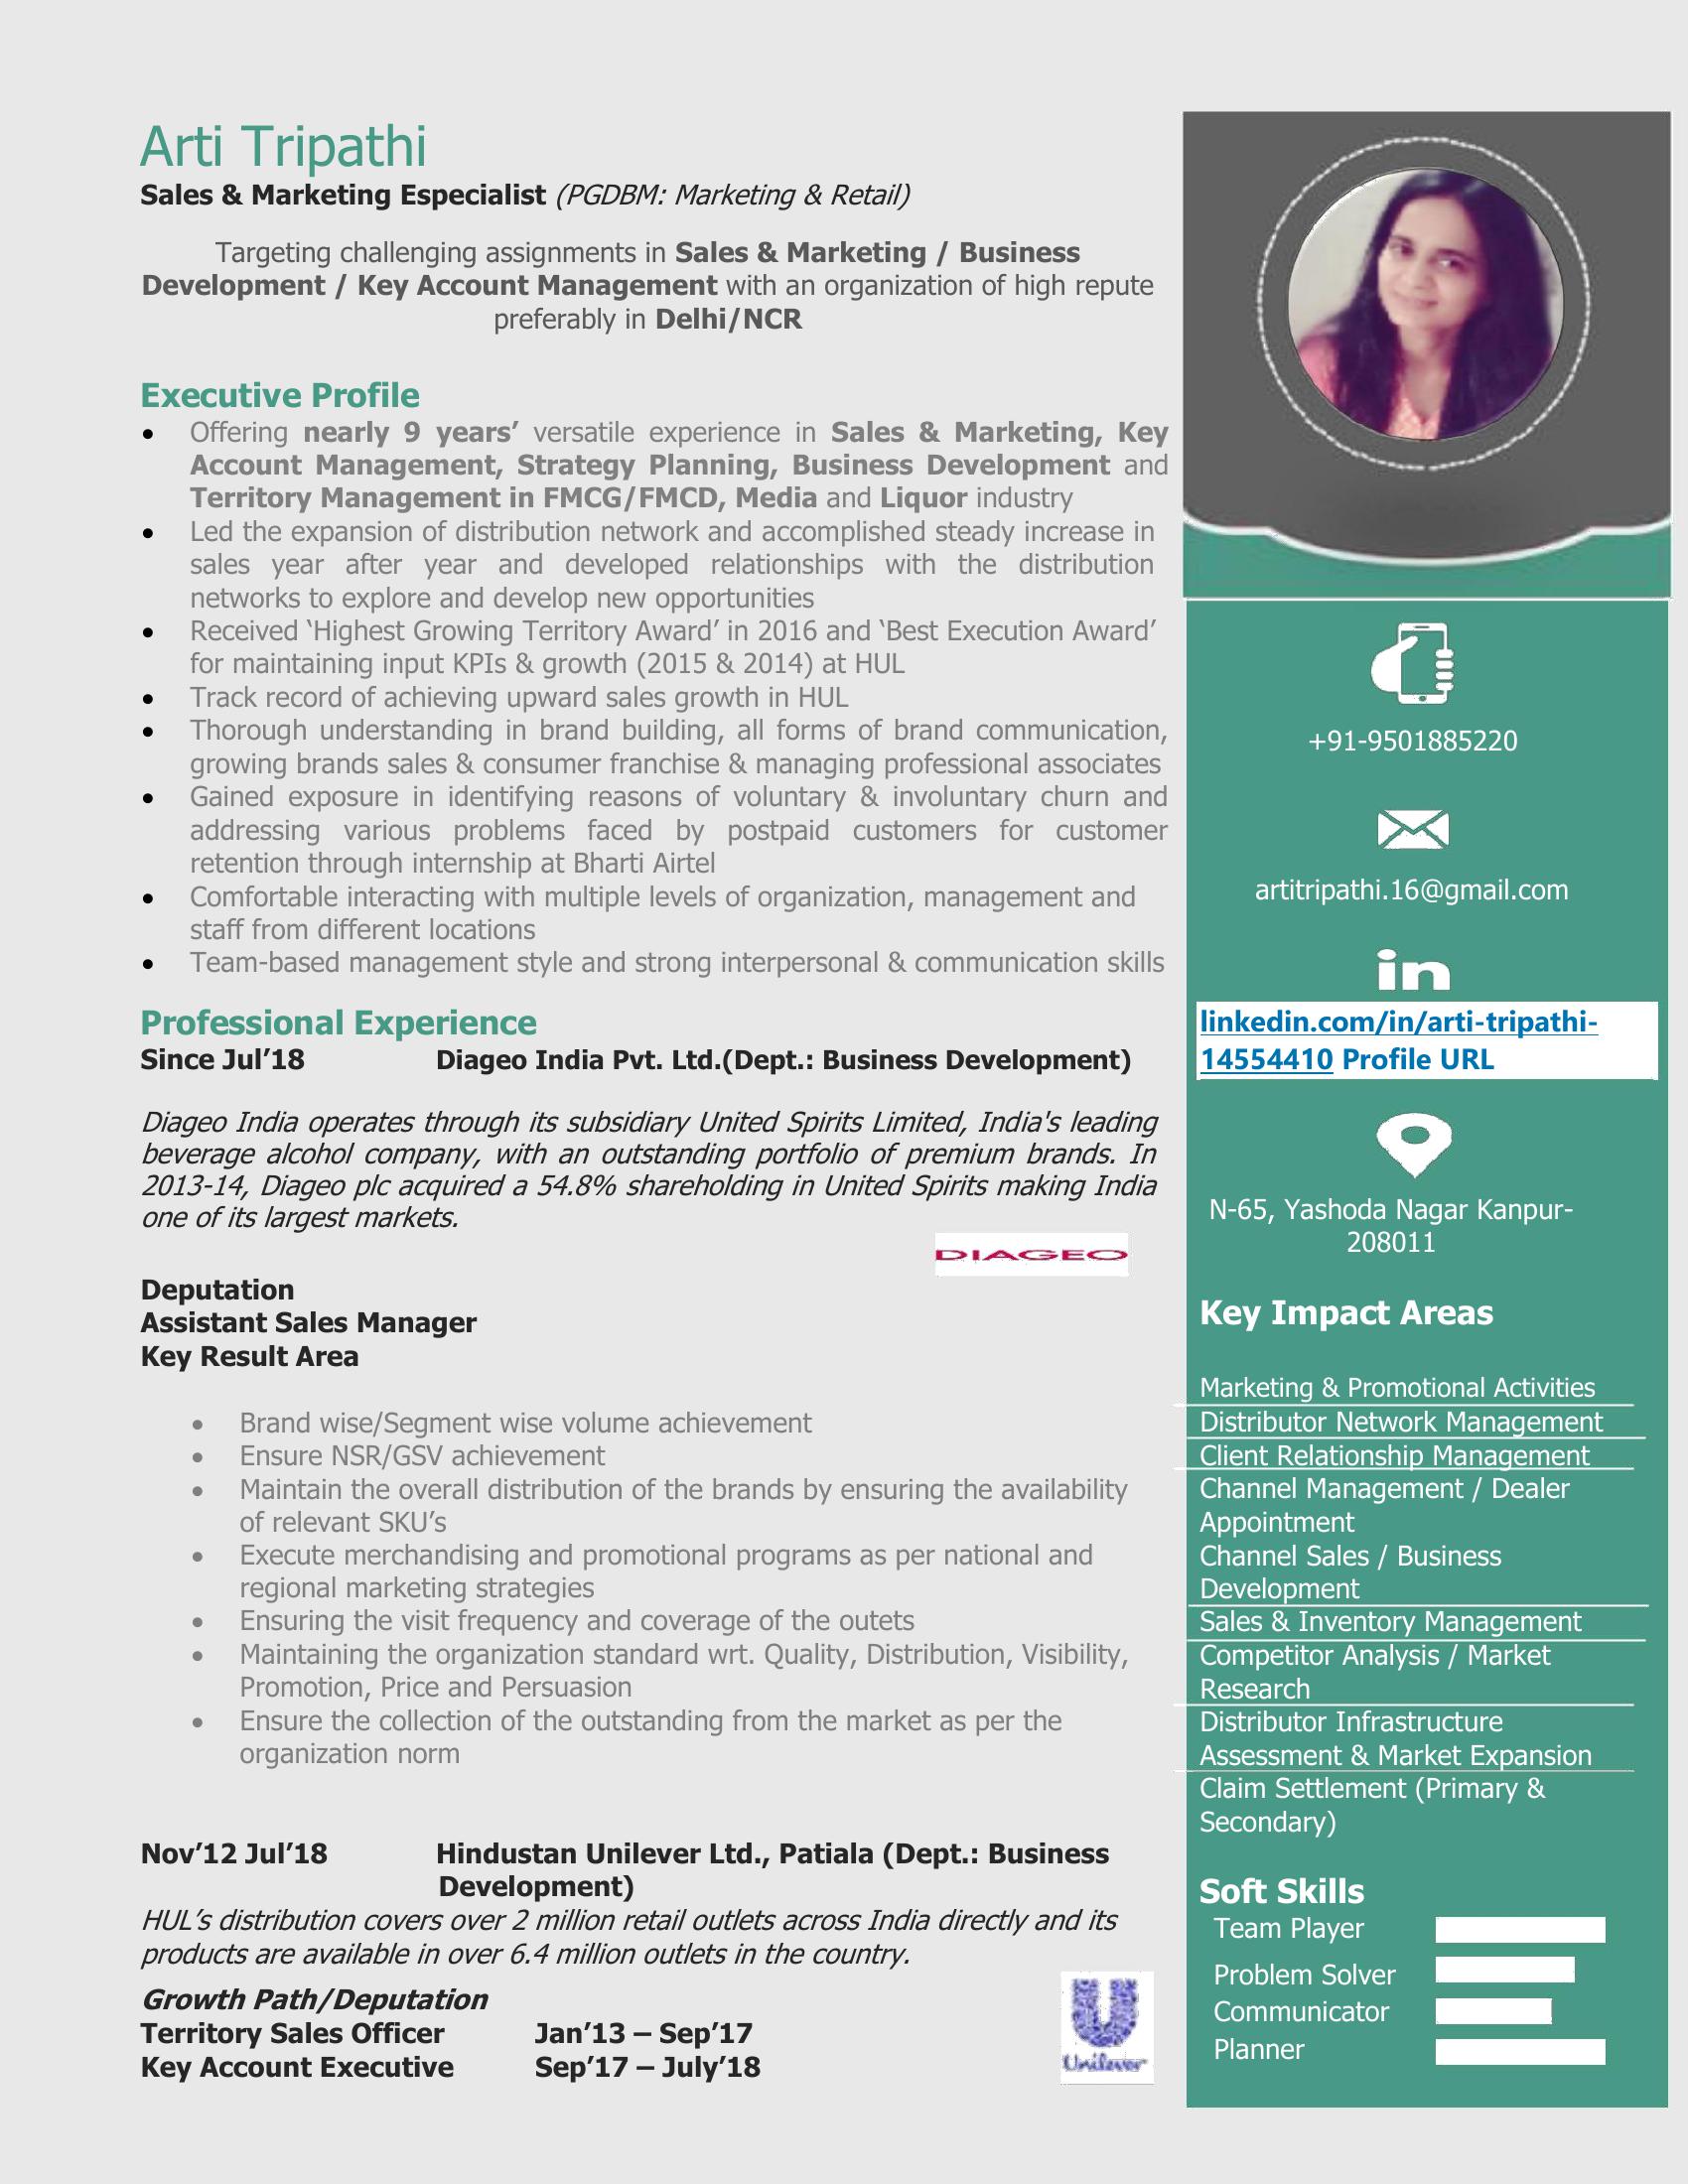 Arti Tripathi
Sales & Marketing Especialist (PGDBM: Marketing & Retail)
Targeting challenging assignments in Sales & Marketing / Business
Development / Key Account Management with an organization of high repute
preferably in Delhi/NCR
Executive Profile
• Offering nearly 9 years’ versatile experience in Sales & Marketing, Key
Account Management, Strategy Planning, Business Development and
Territory Management in FMCG/FMCD, Media and Liquor industry
• Led the expansion of distribution network and accomplished steady increase in
sales year after year and developed relationships with the distribution
networks to explore and develop new opportunities
• Received ‘Highest Growing Territory Award’ in 2016 and ‘Best Execution Award’
for maintaining input KPIs & growth (2015 & 2014) at HUL
• Track record of achieving upward sales growth in HUL
• Thorough understanding in brand building, all forms of brand communication,
growing brands sales & consumer franchise & managing professional associates
• Gained exposure in identifying reasons of voluntary & involuntary churn and
addressing various problems faced by postpaid customers for customer
retention through internship at Bharti Airtel
• Comfortable interacting with multiple levels of organization, management and
staff from different locations
• Team-based management style and strong interpersonal & communication skills
Professional Experience
Since Jul’18 Diageo India Pvt. Ltd.(Dept.: Business Development)
Diageo India operates through its subsidiary United Spirits Limited, India's leading
beverage alcohol company, with an outstanding portfolio of premium brands. In
2013-14, Diageo plc acquired a 54.8% shareholding in United Spirits making India
one of its largest markets.
DIAGEO
Deputation
Assistant Sales Manager
Key Result Area
• Brand wise/Segment wise volume achievement
• Ensure NSR/GSV achievement
• Maintain the overall distribution of the brands by ensuring the availability
of relevant SKU’s
• Execute merchandising and promotional programs as per national and
regional marketing strategies
• Ensuring the visit frequency and coverage of the outets
• Maintaining the organization standard wrt. Quality, Distribution, Visibility,
Promotion, Price and Persuasion
• Ensure the collection of the outstanding from the market as per the
organization norm
Nov’12 Jul’18 Hindustan Unilever Ltd., Patiala (Dept.: Business
Development)
HUL’s distribution covers over 2 million retail outlets across India directly and its
products are available in over 6.4 million outlets in the country.
Growth Path/Deputation
Territory Sales Officer Jan’13 – Sep’17
Key Account Executive Sep’17 – July’18
Unilever
+91-9501885220
artitripathi.16@gmail.com
in
linkedin.com/in/arti-tripathi-
14554410 Profile URL
N-65, Yashoda Nagar Kanpur-
208011
Key Impact Areas
Marketing & Promotional Activities
Distributor Network Management
Client Relationship Management
Channel Management / Dealer
Appointment
Channel Sales / Business
Development
Sales & Inventory Management
Competitor Analysis / Market
Research
Distributor Infrastructure
Assessment & Market Expansion
Claim Settlement (Primary &
Secondary)
Soft Skills
Team Player
Problem Solver
Communicator
Planner